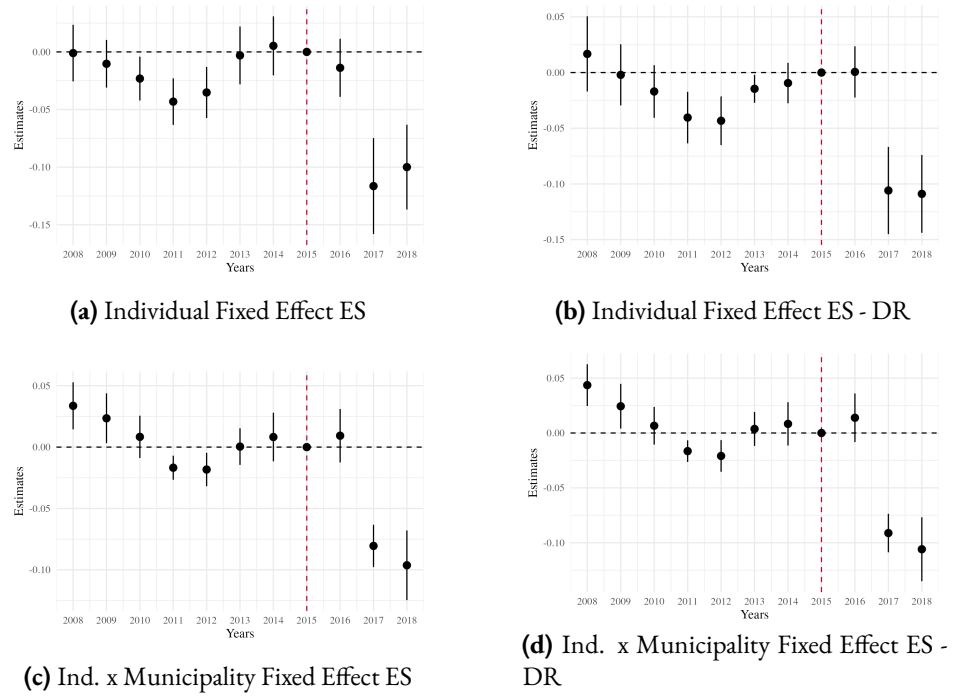 0.00
-0.05
-0.10
-0.15
Estimates
2008 2009 2010 2011 2012 2013 2014 2015 2016 2017 2018
Years
(a) Individual Fixed Effect ES
0.05
0.00
-0.05
-0.10
-0.15
Estimates
2008 2009 2010 2011 2012 2013 2014 2015 2016 2017 2018
Years
(b) Individual Fixed Effect ES - DR
0.05
0.00
-0.05
-0.10
Estimates
2008 2009 2010 2011 2012 2013 2014 2015 2016 2017 2018
Years
(c) Ind. x Municipality Fixed Effect ES
0.05
0.00
-0.05
-0.10
Estimates
2008 2009 2010 2011 2012 2013 2014 2015 2016 2017 2018
Years
(d) Ind. x Municipality Fixed Effect ES -
DR